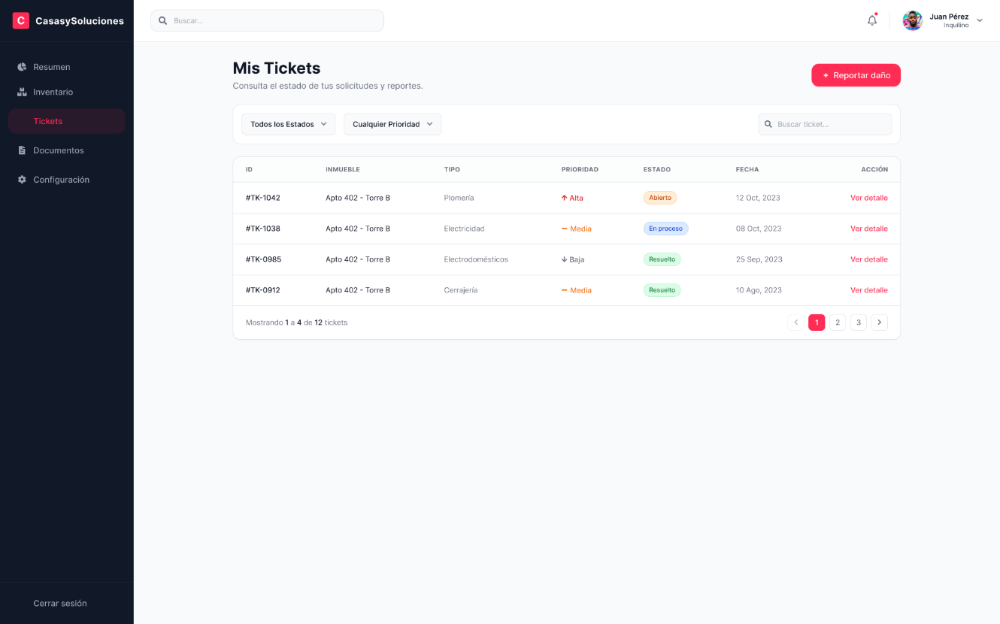 C CasasySoluciones
Buscar...
Juan Pérez
Inquilino
Resumen
Inventario
Tickets
Documentos
Configuración
Cerrar sesión
Mis Tickets
Consulta el estado de tus solicitudes y reportes.
+ Reportar daño
Todos los Estados Cualquier Prioridad Buscar ticket...
ID INMUEBLE TIPO PRIORIDAD ESTADO FECHA ACCIÓN
#TK-1042 Apto 402 - Torre B Plomería Alta Abierto 12 Oct, 2023 Ver detalle
#TK-1038 Apto 402 - Torre B Electricidad Media En proceso 08 Oct, 2023 Ver detalle
#TK-0985 Apto 402 - Torre B Electrodomésticos Baja Resuelto 25 Sep, 2023 Ver detalle
#TK-0912 Apto 402 - Torre B Cerrajería Media Resuelto 10 Ago, 2023 Ver detalle
Mostrando 1 a 4 de 12 tickets 1 2 3